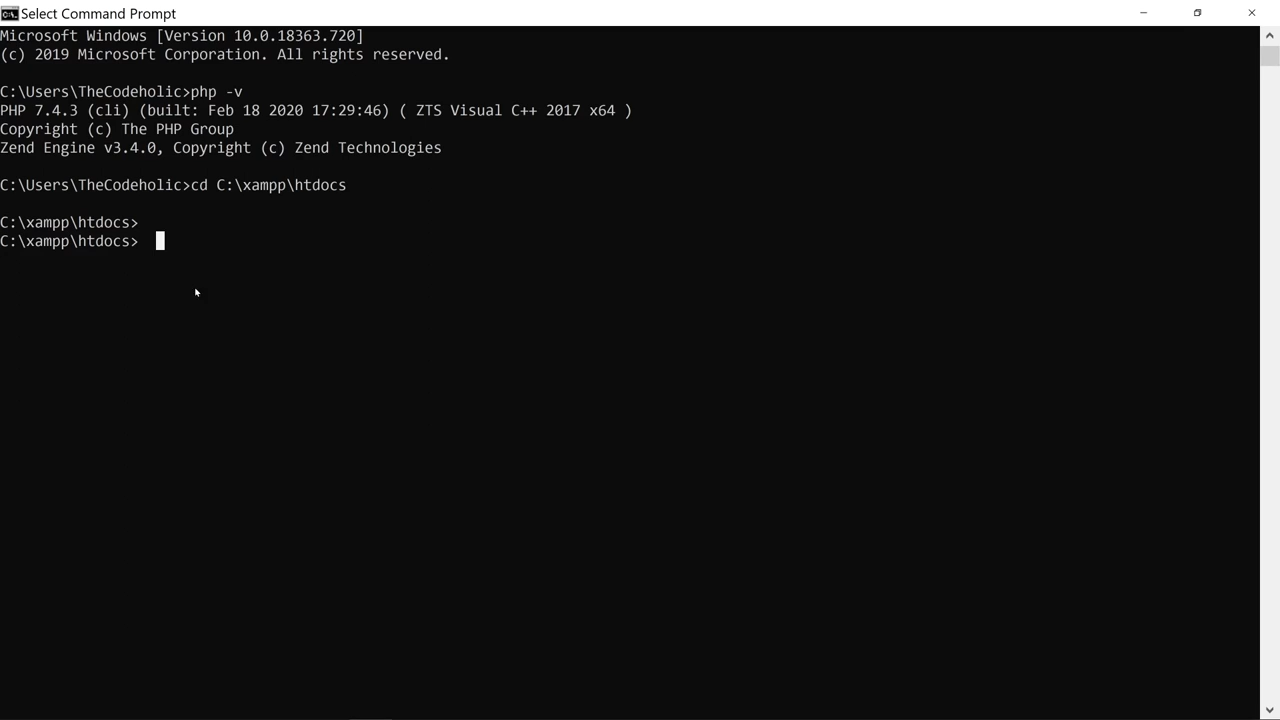 Select Command Prompt
Microsoft Windows [Version 10.0.18363.720]
(c) 2019 Microsoft Corporation. All rights reserved.
C:\Users\TheCodeholic>php -v
PHP 7.4.3 (cli) (built: Feb 18 2020 17:29:46) ( ZTS Visual C++ 2017 x64 )
Copyright (c) The PHP Group
Zend Engine v3.4.0, Copyright (c) Zend Technologies
C:\Users\TheCodeholic>cd C:\xampp\htdocs
C:\xampp\htdocs>
C:\xampp\htdocs>